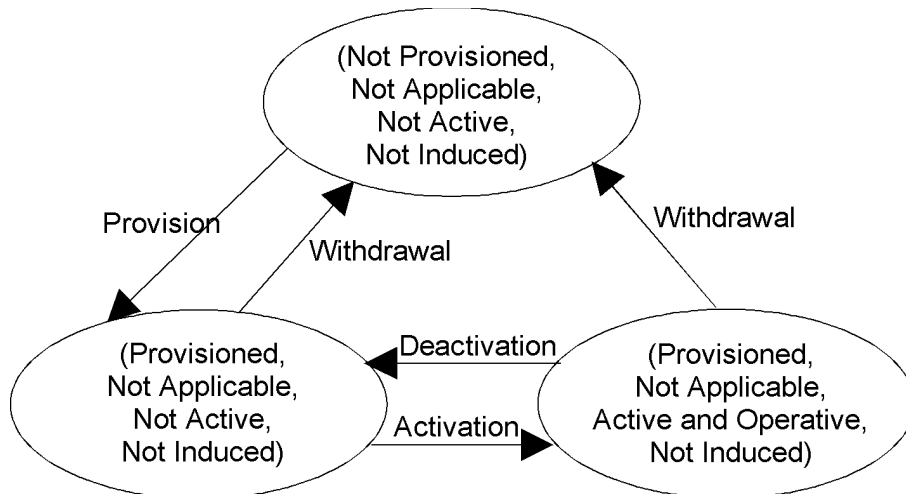 (Not Provisioned,
Not Applicable,
Not Active,
Not Induced)
Provision
Withdrawal
Withdrawal
(Provisioned,
Not Applicable,
Not Active,
Not Induced)
Deactivation
Activation
(Provisioned,
Not Applicable,
Active and Operative,
Not Induced)